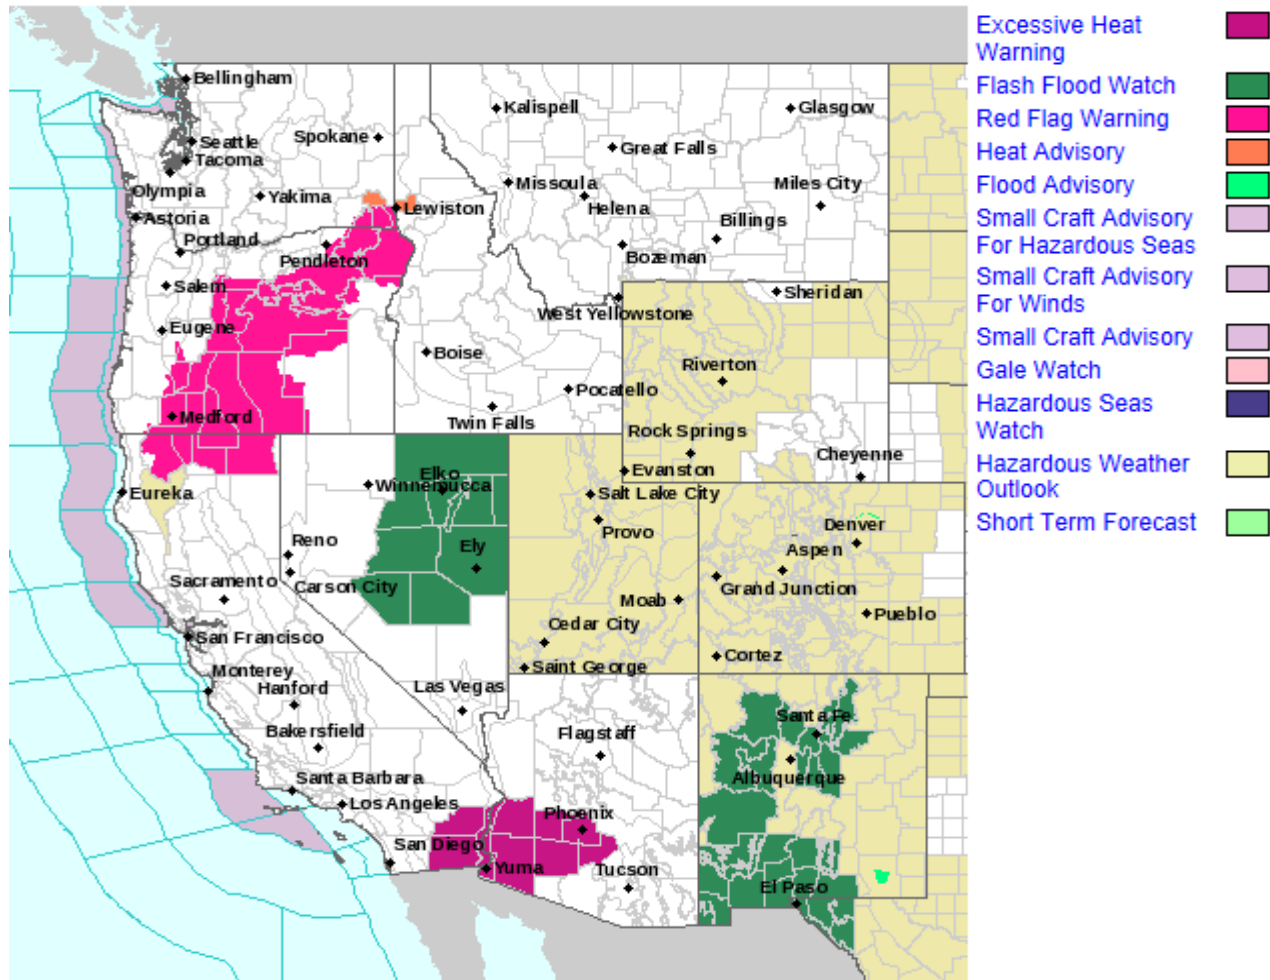 Bellingham
Kalispell
Glasgow
Spokane
Seattle
Great Falls
Tacoma
Missoula
Miles City
Olympia
Yakima
Helena
Lewiston
Astoria
Billings
Portland
Pendleton
Bozeman
Salem
Sheridan
West Yellowstone
Eugene
Boise
Riverton
Pocatello
Medford
Twin Falls
Rock Springs
Cheyenne
Elko
Evanston
Winnemucca
Eureka
Salt Lake City
Denver
Provo
Reno
Ely
Aspen
Sacramento
Carson City
Grand Junction
Moab
Pueblo
Cedar City
San Francisco
Cortez
Saint George
Monterey
Hanford
Las Vegas
Santa Fe
Bakersfield
Flagstaff
Santa Barbara
Albuquerque
Los Angeles
Phoenix
San Diego
Yuma
Tucson
El Paso
Excessive Heat
Warning
Flash Flood Watch
Red Flag Warning
Heat Advisory
Flood Advisory
Small Craft Advisory
For Hazardous Seas
Small Craft Advisory
For Winds
Small Craft Advisory
Gale Watch
Hazardous Seas
Watch
Hazardous Weather
Outlook
Short Term Forecast